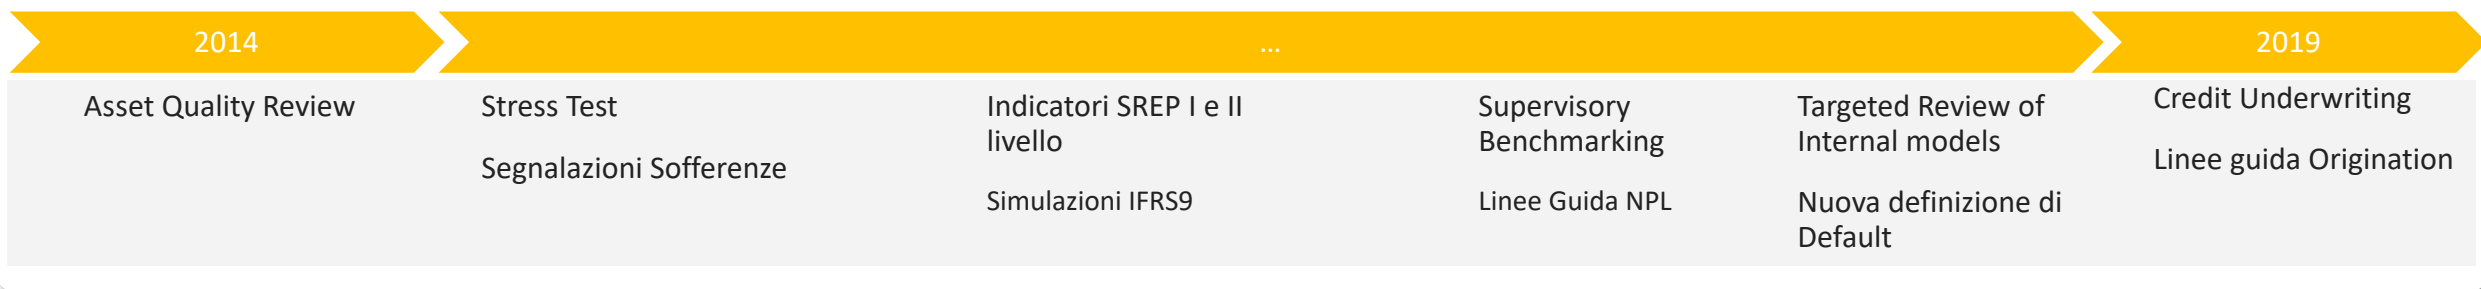 2014
...
2019
Asset Quality Review
Stress Test
Segnalazioni Sofferenze
Indicatori SREP I e II
livello
Simulazioni IFRS9
Supervisory
Benchmarking
Linee Guida NPL
Targeted Review of
Internal models
Nuova definizione di
Default
Credit Underwriting
Linee guida Origination